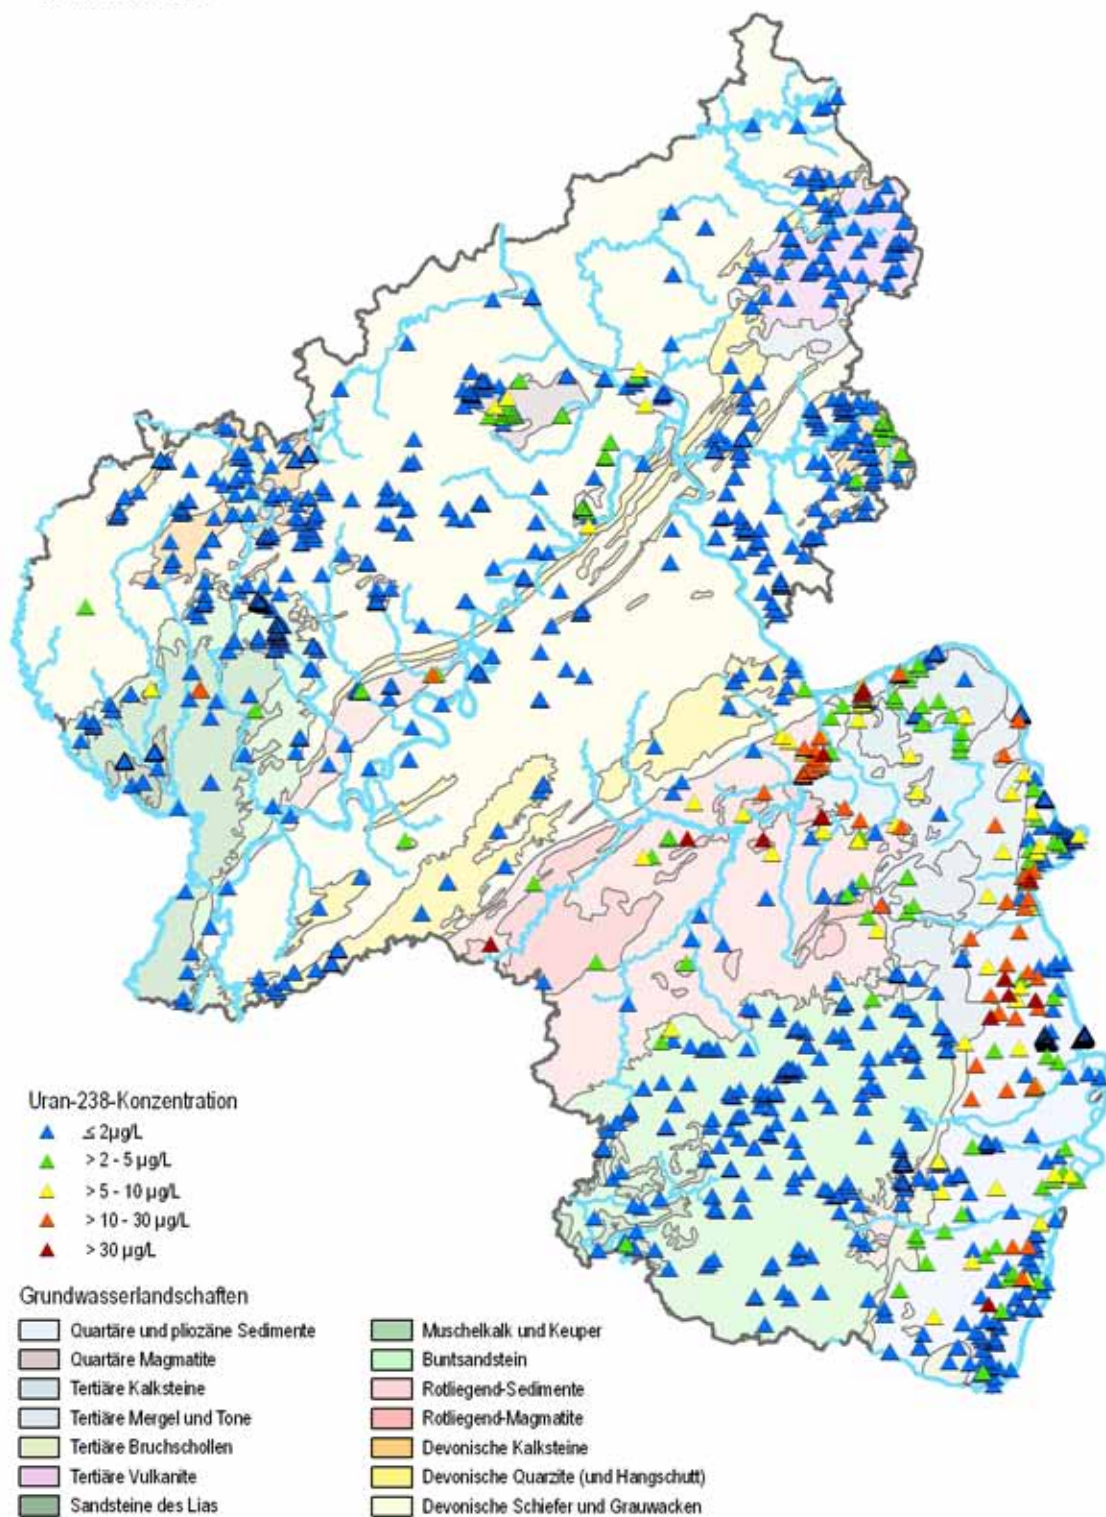 Uran-238-Konzentration
≤ 2µg/L
> 2 - 5 µg/L
> 5 - 10 µg/L
> 10 - 30 µg/L
> 30 µg/L
Grundwasserlandschaften
Quartäre und pliozäne Sedimente
Quartäre Magmatite
Tertiäre Kalksteine
Tertiäre Mergel und Tone
Tertiäre Bruchschollen
Tertiäre Vulkanite
Sandsteine des Lias
Muschelkalk und Keuper
Buntsandstein
Rotliegend-Sedimente
Rotliegend-Magmatite
Devonische Kalksteine
Devonische Quarzite (und Hangschutt)
Devonische Schiefer und Grauwacken